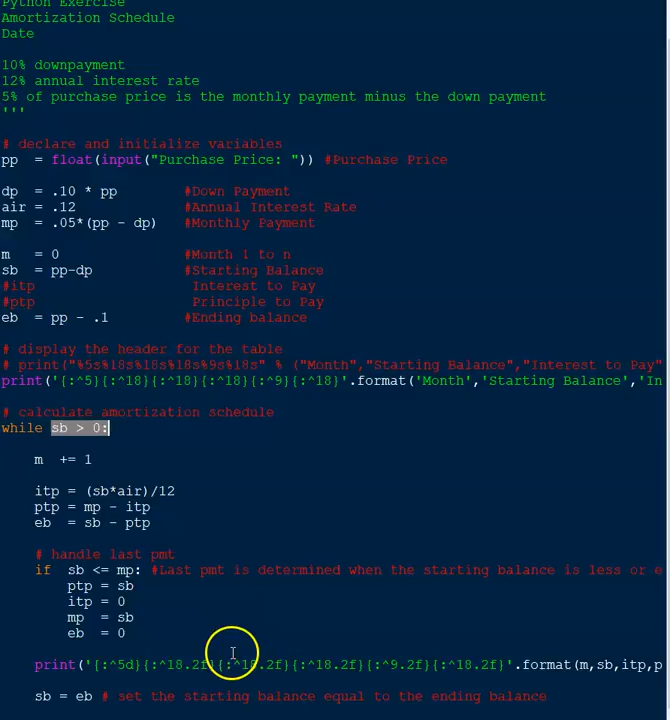 Python Exercise
Amortization Schedule
Date
10% downpayment
12% annual interest rate
5% of purchase price is the monthly payment minus the down payment
'''
# declare and initialize variables
pp = float(input("Purchase Price: ")) #Purchase Price
dp = .10 * pp #Down Payment
air = .12 #Annual Interest Rate
mp = .05*(pp - dp) #Monthly Payment
m = 0 #Month 1 to n
sb = pp-dp #Starting Balance
#itp Interest to Pay
#ptp Principle to Pay
eb = pp - .1 #Ending balance
# display the header for the table
# print("%5s%18s%18s%18s%9s%18s" % ("Month","Starting Balance","Interest to Pay"
print('{:^5}{:^18}{:^18}{:^18}{:^9}{:^18}'.format('Month','Starting Balance','In
# calculate amortization schedule
while sb > 0:
m += 1
itp = (sb*air)/12
ptp = mp - itp
eb = sb - ptp
# handle last pmt
if sb <= mp: #Last pmt is determined when the starting balance is less or e
ptp = sb
itp = 0
mp = sb
eb = 0
print('{:^5d}{:^18.2f}{:^18.2f}{:^18.2f}{:^9.2f}{:^18.2f}'.format(m,sb,itp,p
sb = eb # set the starting balance equal to the ending balance